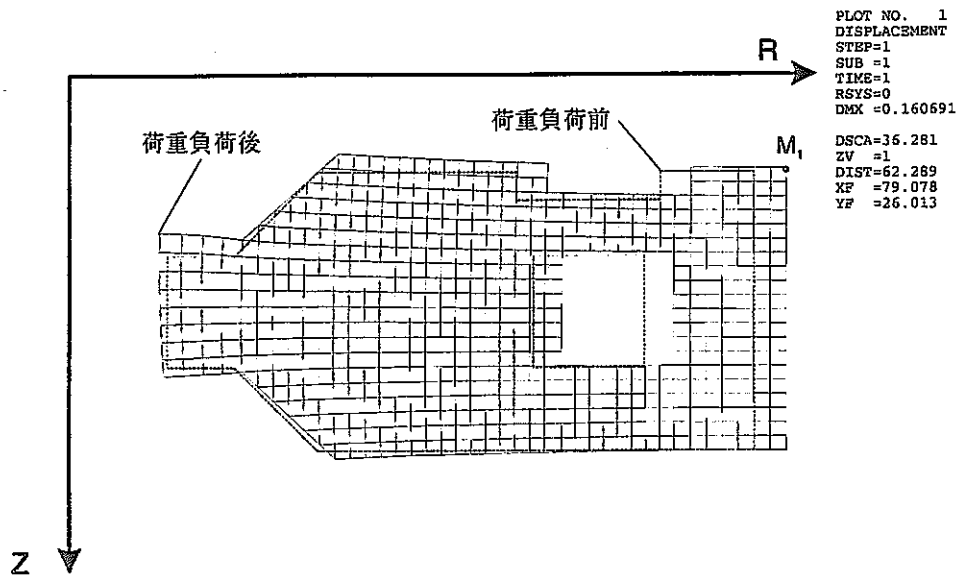 PLOT NO. 1
DISPLACEMENT
STEP=1
SUB =1
TIME=1
RSYS=0
DMX =0.160691
DSCA=36.281
ZV =1
DIST=62.289
XF =79.078
YF =26.013
R
荷重負荷前
荷重負荷後
M1
Z